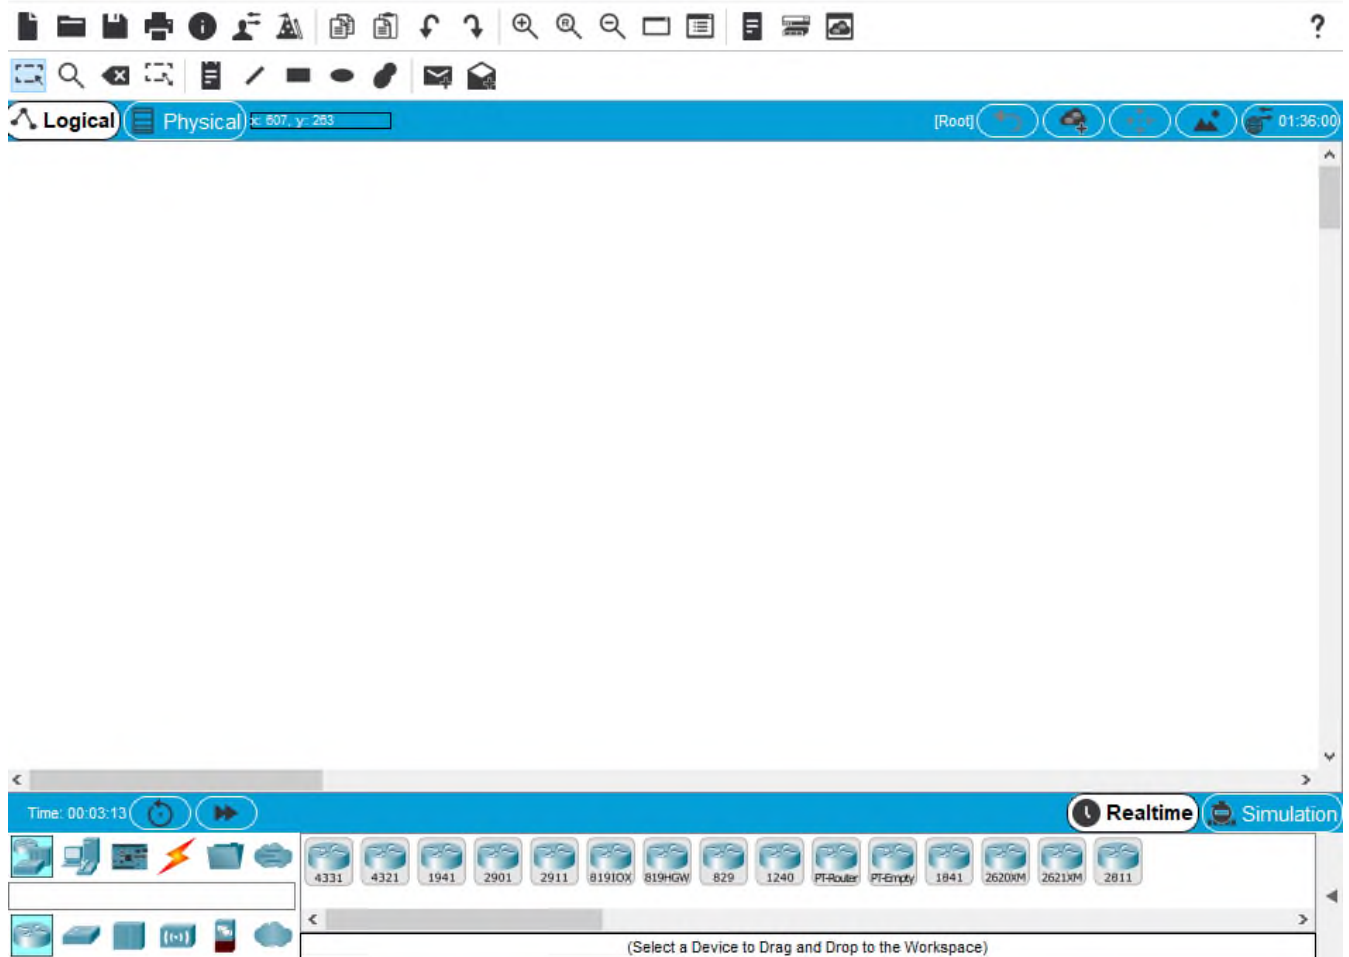 ?
Logical Physical x: 607, y: 263 [Root] 01:36:00
Time: 00:03:13 Realtime Simulation
4331 4321 1941 2901 2911 819IOX 819HGW 829 1240 PT-Router PT-Empty 1841 2620XM 2621XM 2811
(Select a Device to Drag and Drop to the Workspace)